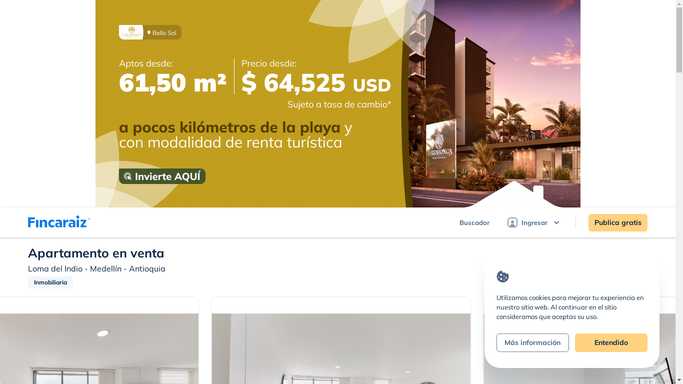 Bello Sol
Aptos desde:
61,50 m²
Precio desde:
$ 64,525 USD
Sujeto a tasa de cambio*
a pocos kilómetros de la playa y
con modalidad de renta turística
Invierte AQUÍ
Fincaraiz
Buscador
Ingresar
Publica gratis
Apartamento en venta
Loma del Indio - Medellín - Antioquia
Inmobiliaria
Utilizamos cookies para mejorar tu experiencia en
nuestro sitio web. Al continuar en el sitio
consideramos que aceptas su uso.
Más información
Entendido